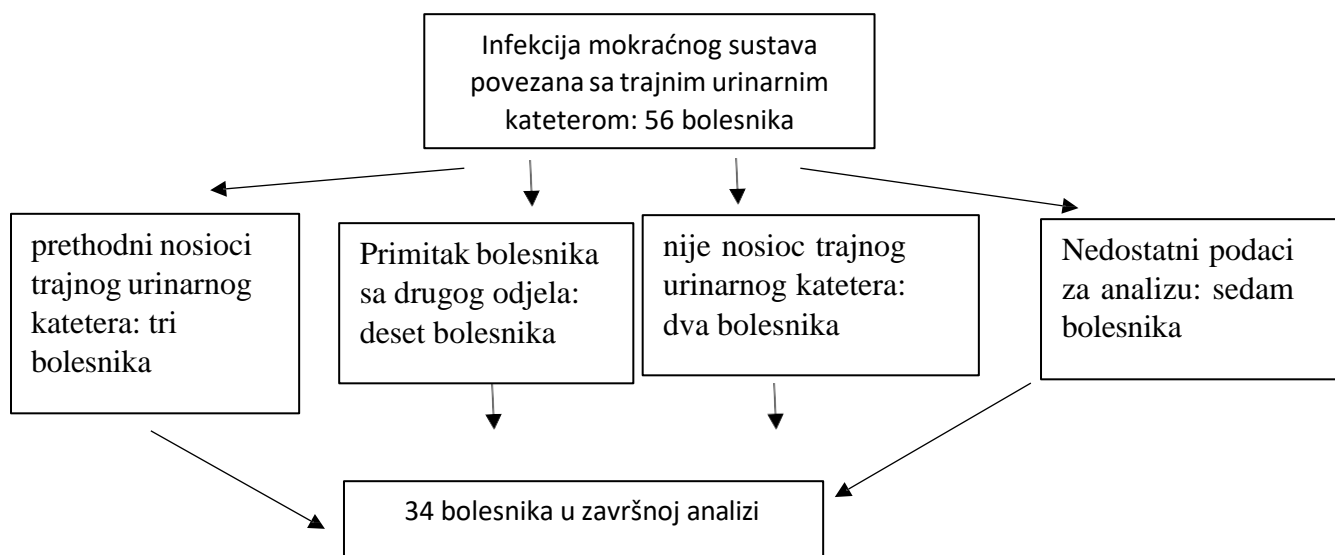 Infekcija mokraćnog sustava
povezana sa trajnim urinarnim
kateterom: 56 bolesnika
prethodni nosioci
trajnog urinarnog
katetera: tri
bolesnika
Primitak bolesnika
sa drugog odjela:
deset bolesnika
nije nosioc trajnog
urinarnog katetera:
dva bolesnika
Nedostatni podaci
za analizu: sedam
bolesnika
34 bolesnika u završnoj analizi